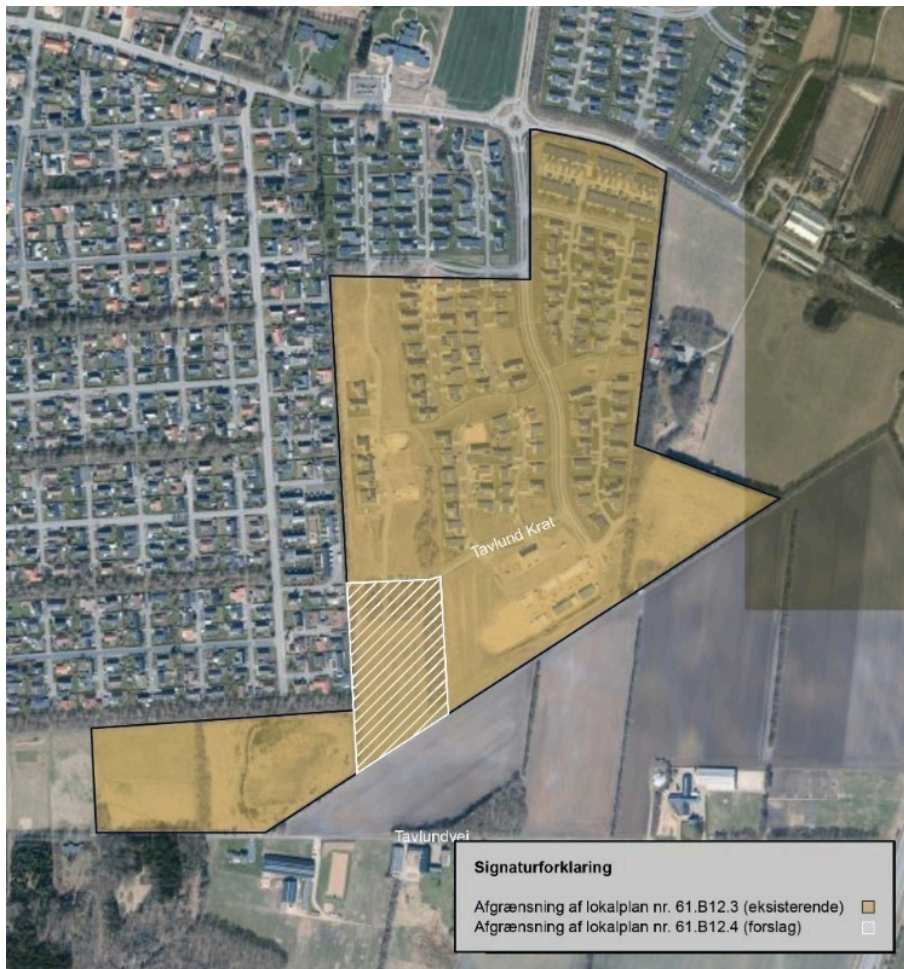 Tavlund Krat
Tavlundvej
Signaturforklaring
Afgrænsning af lokalplan nr. 61.B12.3 (eksisterende)
Afgrænsning af lokalplan nr. 61.B12.4 (forslag)